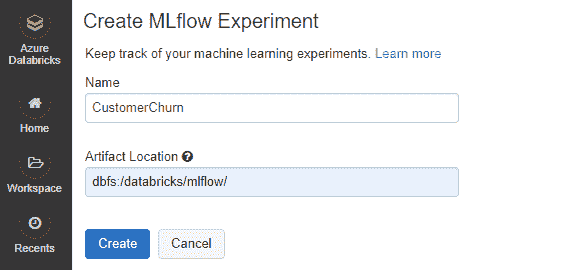 Azure
Databricks
Home
Workspace
Recents
Create MLflow Experiment
Keep track of your machine learning experiments. Learn more
Name
CustomerChurn
Artifact Location
dbfs:/databricks/mlflow/
Create
Cancel